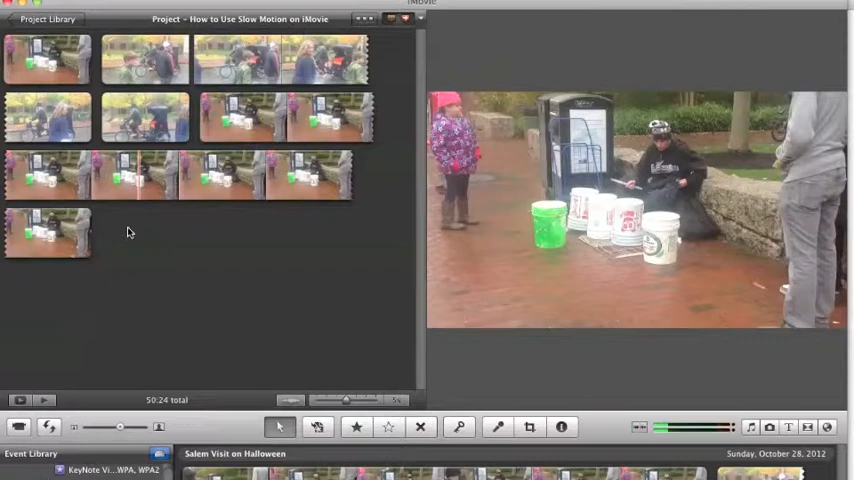 iMovie
Project Library
Project – How to Use Slow Motion on iMovie
50:24 total
5s
Event Library
KeyNote Vi...WPA, WPA2
Salem Visit on Halloween
Sunday, October 28, 2012